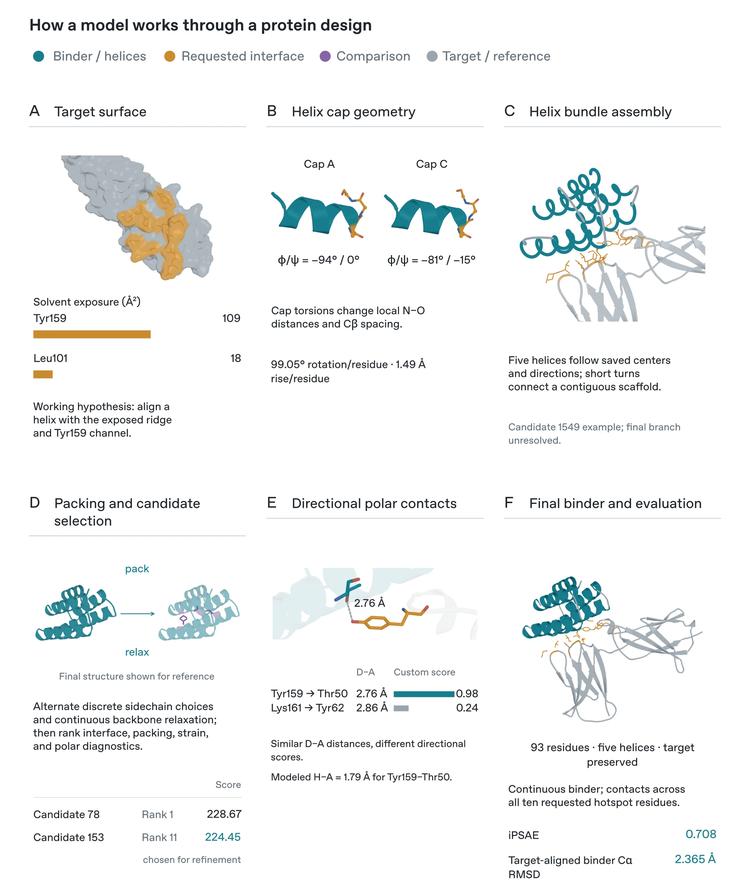 How a model works through a protein design
Binder / helices
Requested interface
Comparison
Target / reference
A Target surface
Solvent exposure (Å²)
Tyr159 109
Leu101 18
Working hypothesis: align a
helix with the exposed ridge
and Tyr159 channel.
B Helix cap geometry
Cap A
Cap C
ϕ/ψ = −94° / 0°
ϕ/ψ = −81° / −15°
Cap torsions change local N–O
distances and Cβ spacing.
99.05° rotation/residue · 1.49 Å
rise/residue
C Helix bundle assembly
Five helices follow saved centers
and directions; short turns
connect a contiguous scaffold.
Candidate 1549 example; final branch
unresolved.
D Packing and candidate
selection
pack
relax
Final structure shown for reference
Alternate discrete sidechain choices
and continuous backbone relaxation;
then rank interface, packing, strain,
and polar diagnostics.
Score
Candidate 78 Rank 1 228.67
Candidate 153 Rank 11 224.45
chosen for refinement
E Directional polar contacts
2.76 Å
D–A Custom score
Tyr159 → Thr50 2.76 Å 0.98
Lys161 → Tyr62 2.86 Å 0.24
Similar D–A distances, different directional
scores.
Modeled H–A = 1.79 Å for Tyr159–Thr50.
F Final binder and evaluation
93 residues · five helices · target
preserved
Continuous binder; contacts across
all ten requested hotspot residues.
iPSAE 0.708
Target-aligned binder Cα 2.365 Å
RMSD